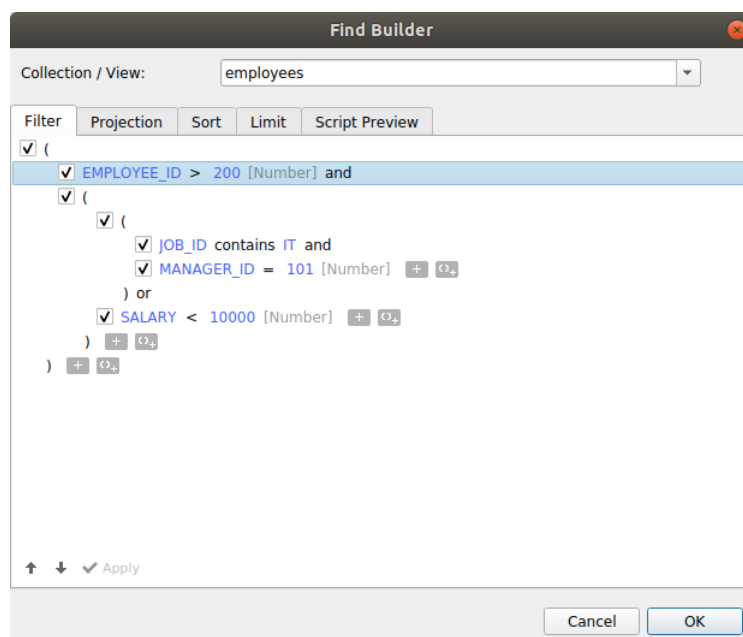 Find Builder
Collection / View: employees
Filter Projection Sort Limit Script Preview
(
EMPLOYEE_ID > 200 [Number] and
(
(
JOB_ID contains IT and
MANAGER_ID = 101 [Number] + ()+
) or
SALARY < 10000 [Number] + ()+
) + ()+
) + ()+
Apply
Cancel OK